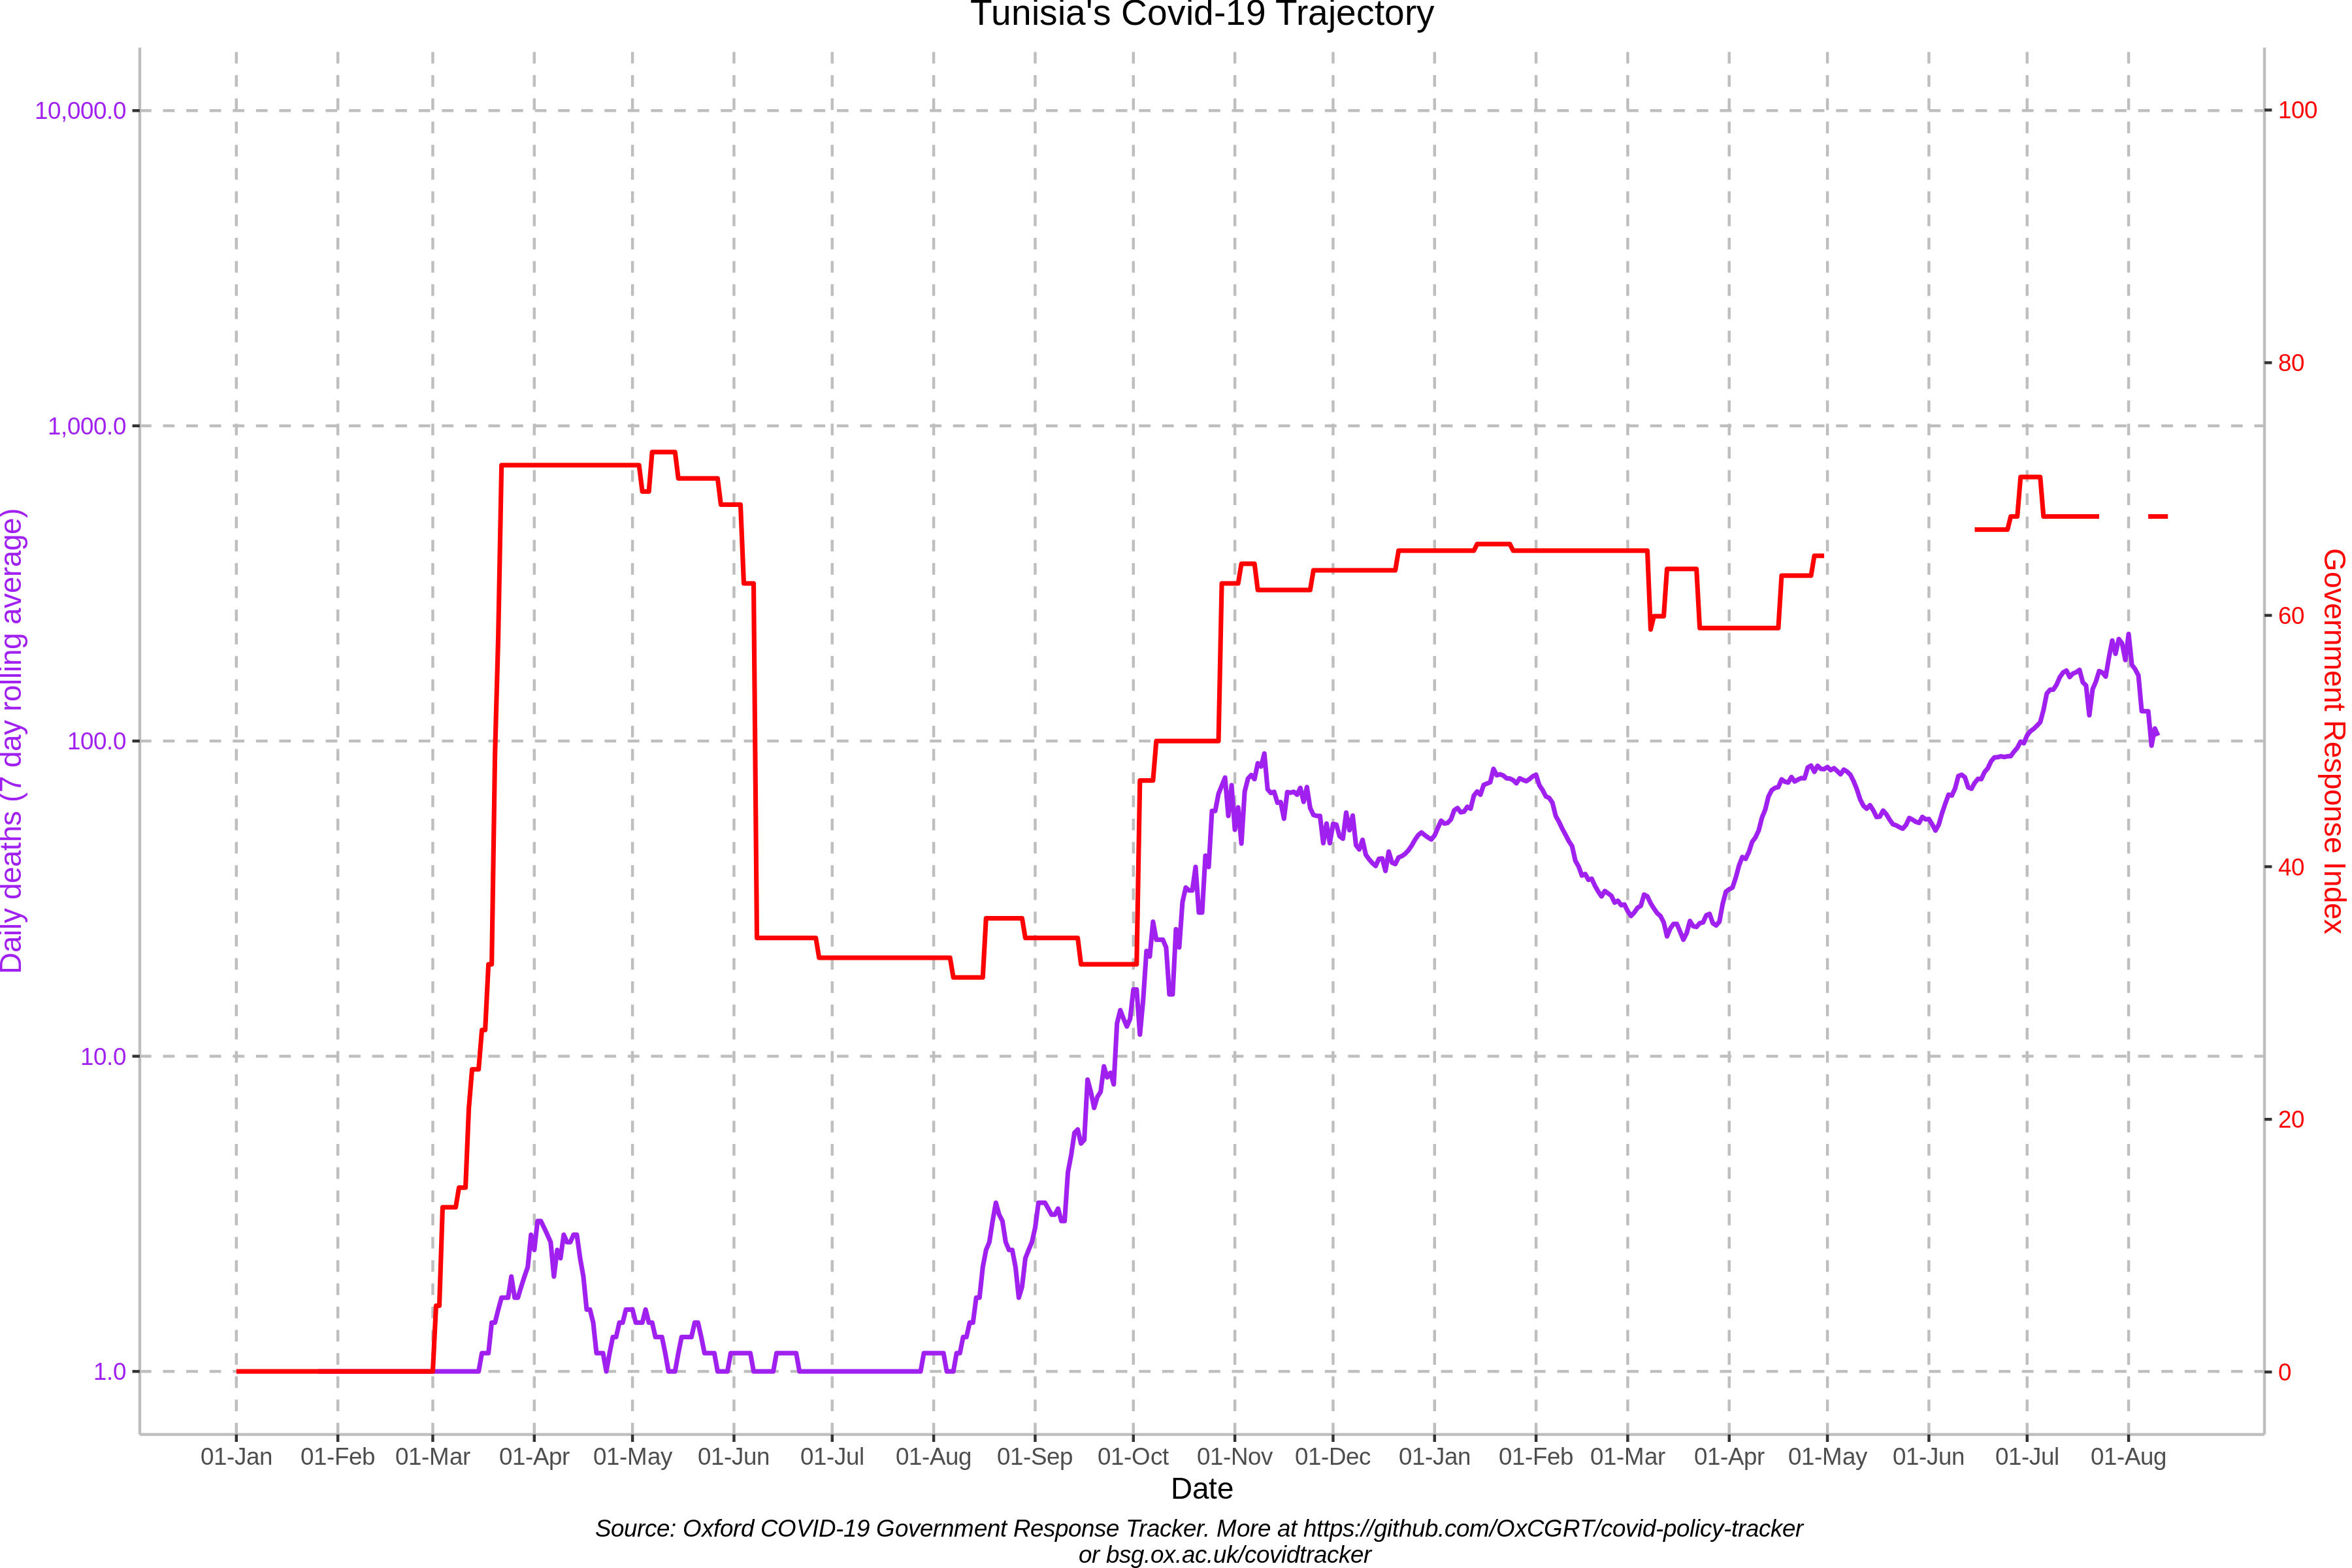 Tunisia's Covid-19 Trajectory
10,000.0
1,000.0
100.0
10.0
1.0
Daily deaths (7 day rolling average)
100
80
60
40
20
0
Government Response Index
01-Jan 01-Feb 01-Mar 01-Apr 01-May 01-Jun 01-Jul 01-Aug 01-Sep 01-Oct 01-Nov 01-Dec 01-Jan 01-Feb 01-Mar 01-Apr 01-May 01-Jun 01-Jul 01-Aug
Date
Source: Oxford COVID-19 Government Response Tracker. More at https://github.com/OxCGRT/covid-policy-tracker
or bsg.ox.ac.uk/covidtracker